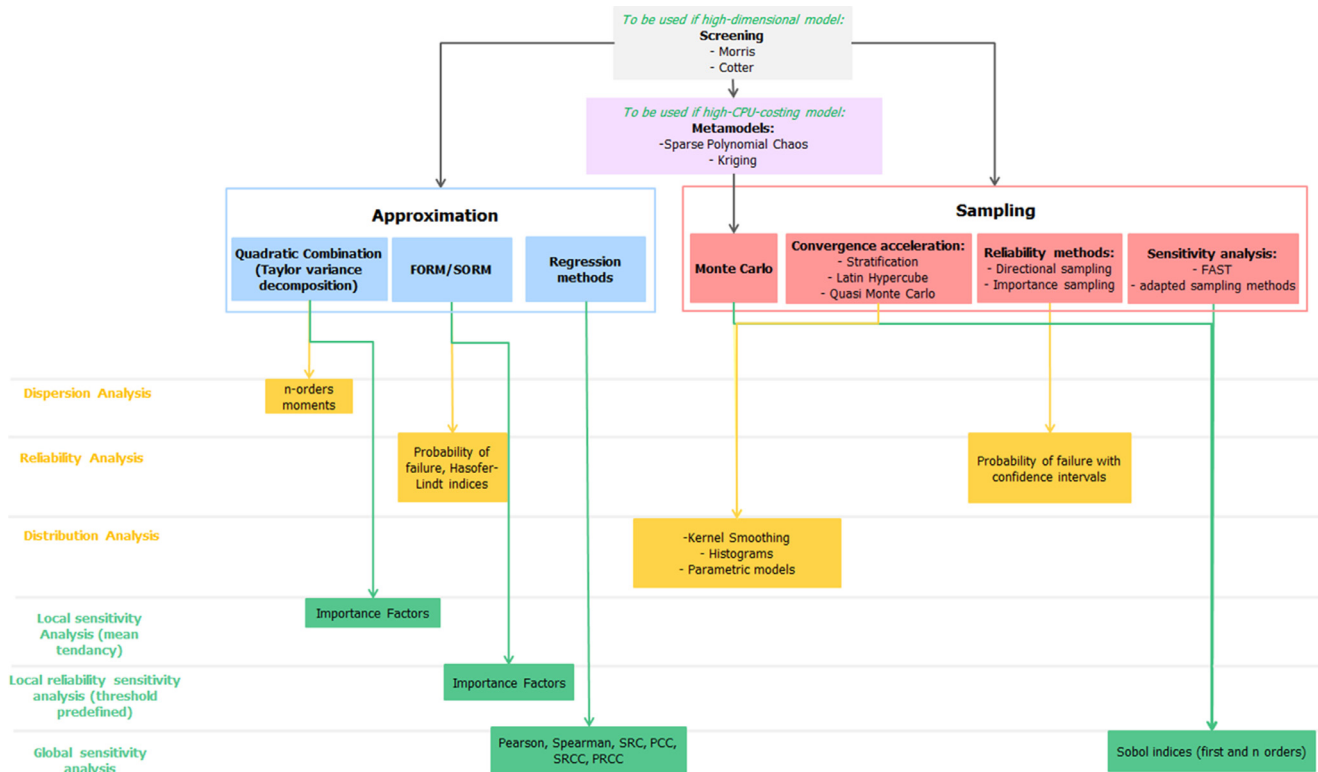 To be used if high-dimensional model:
Screening
- Morris
- Cotter
To be used if high-CPU-costing model:
Metamodels:
-Sparse Polynomial Chaos
- Kriging
Approximation
Quadratic Combination
(Taylor variance
decomposition)
FORM/SORM
Regression
methods
Sampling
Monte Carlo
Convergence acceleration:
- Stratification
- Latin Hypercube
- Quasi Monte Carlo
Reliability methods:
- Directional sampling
- Importance sampling
Sensitivity analysis:
- FAST
- adapted sampling methods
Dispersion Analysis
n-orders
moments
Reliability Analysis
Probability of
failure, Hasofer-
Lindt indices
Probability of failure with
confidence intervals
Distribution Analysis
-Kernel Smoothing
- Histograms
- Parametric models
Local sensitivity
Analysis (mean
tendancy)
Importance Factors
Local reliability sensitivity
analysis (threshold
predefined)
Importance Factors
Global sensitivity
analysis
Pearson, Spearman, SRC, PCC,
SRCC, PRCC
Sobol indices (first and n orders)